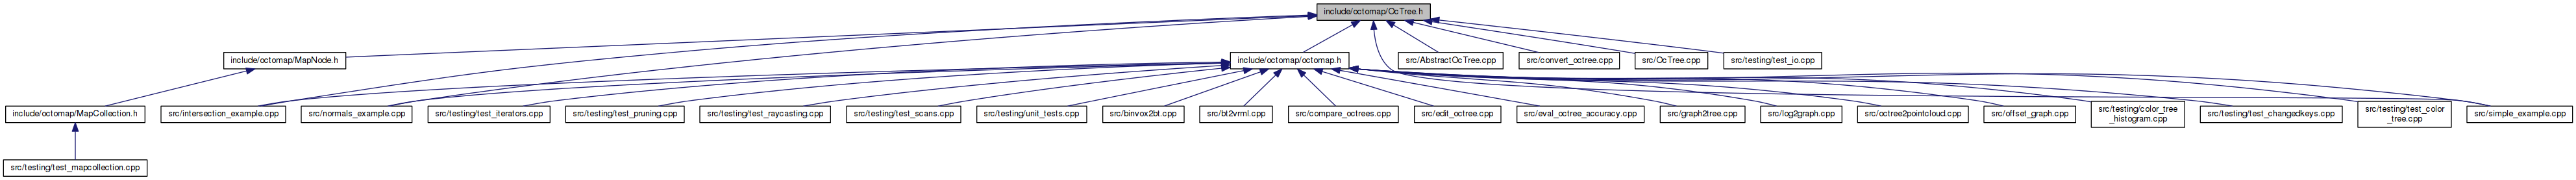 include/octomap/OcTree.h
include/octomap/MapNode.h
include/octomap/octomap.h
src/AbstractOcTree.cpp
src/convert_octree.cpp
src/OcTree.cpp
src/testing/test_io.cpp
include/octomap/MapCollection.h
src/intersection_example.cpp
src/normals_example.cpp
src/testing/test_iterators.cpp
src/testing/test_pruning.cpp
src/testing/test_raycasting.cpp
src/testing/test_scans.cpp
src/testing/unit_tests.cpp
src/binvox2bt.cpp
src/bt2vrml.cpp
src/compare_octrees.cpp
src/edit_octree.cpp
src/eval_octree_accuracy.cpp
src/graph2tree.cpp
src/log2graph.cpp
src/octree2pointcloud.cpp
src/offset_graph.cpp
src/testing/color_tree
_histogram.cpp
src/testing/test_changedkeys.cpp
src/testing/test_color
_tree.cpp
src/simple_example.cpp
src/testing/test_mapcollection.cpp